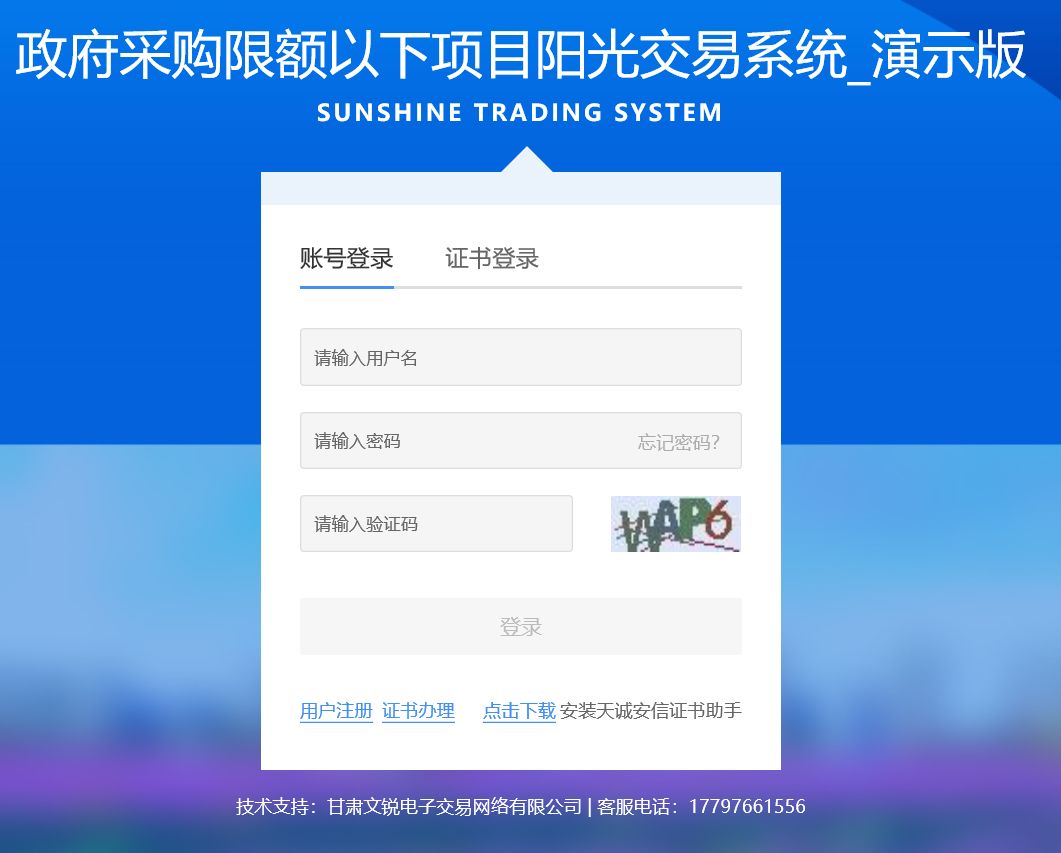 政府采购限额以下项目阳光交易系统_演示版
SUNSHINE TRADING SYSTEM
账号登录 证书登录
请输入用户名
请输入密码 忘记密码?
请输入验证码 WAP6
登录
用户注册 证书办理 点击下载 安装天诚安信证书助手
技术支持：甘肃文锐电子交易网络有限公司 | 客服电话：17797661556